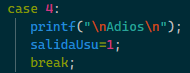 case 4:
printf("\nAdios\n");
salidaUsu=1;
break;